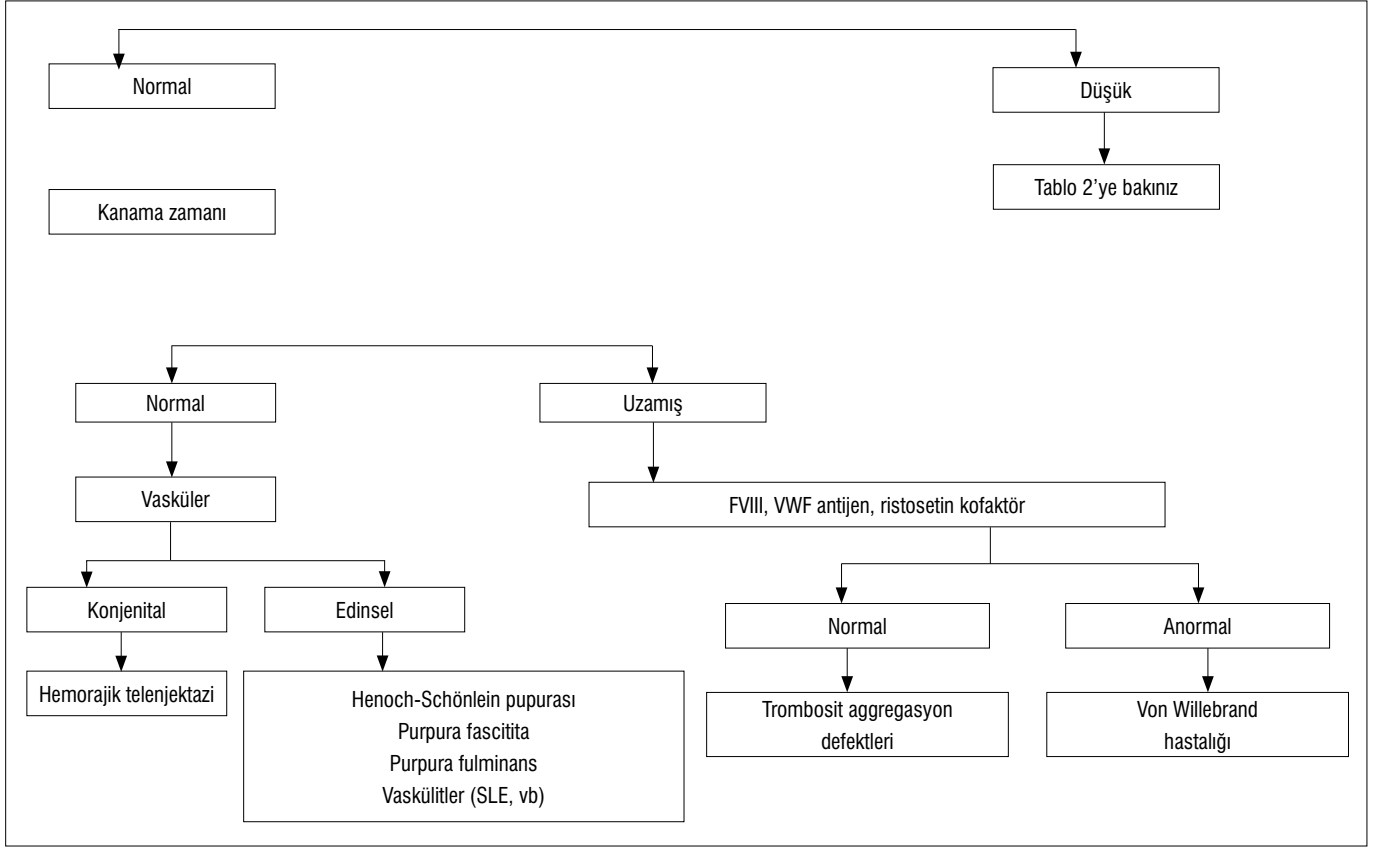 Normal
Düşük
Tablo 2’ye bakınız
Kanama zamanı
Normal
Uzamış
Vasküler
FVIII, VWF antijen, ristosetin kofaktör
Konjenital
Edinsel
Normal
Anormal
Hemorajik telenjektazi
Henoch-Schönlein pupurası
Purpura fascitita
Purpura fulminans
Vaskülitler (SLE, vb)
Trombosit aggregasyon
defektleri
Von Willebrand
hastalığı